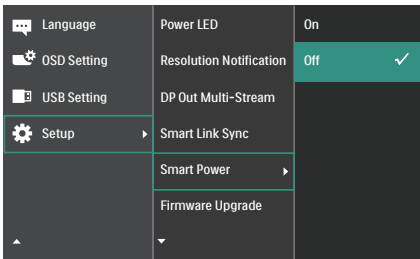 Language
OSD Setting
USB Setting
Setup
Power LED
Resolution Notification
DP Out Multi-Stream
Smart Link Sync
Smart Power
Firmware Upgrade
On
Off